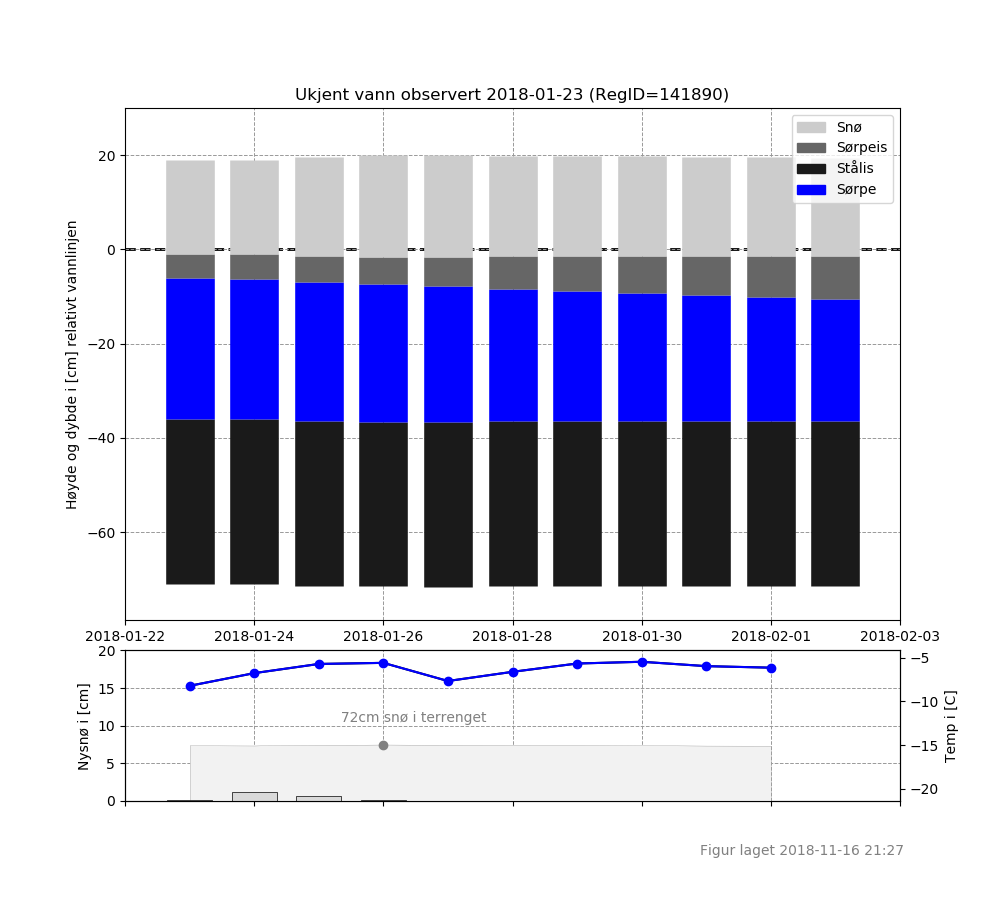 Ukjent vann observert 2018-01-23 (RegID=141890)
Snø
Sørpeis
Stålis
Sørpe
Høyde og dybde i [cm] relativt vannlinjen
20
0
−20
−40
−60
2018-01-22 2018-01-24 2018-01-26 2018-01-28 2018-01-30 2018-02-01 2018-02-03
Nysnø i [cm]
20
15
10
5
0
72cm snø i terrenget
−5
−10
−15
−20
Temp i [C]
Figur laget 2018-11-16 21:27